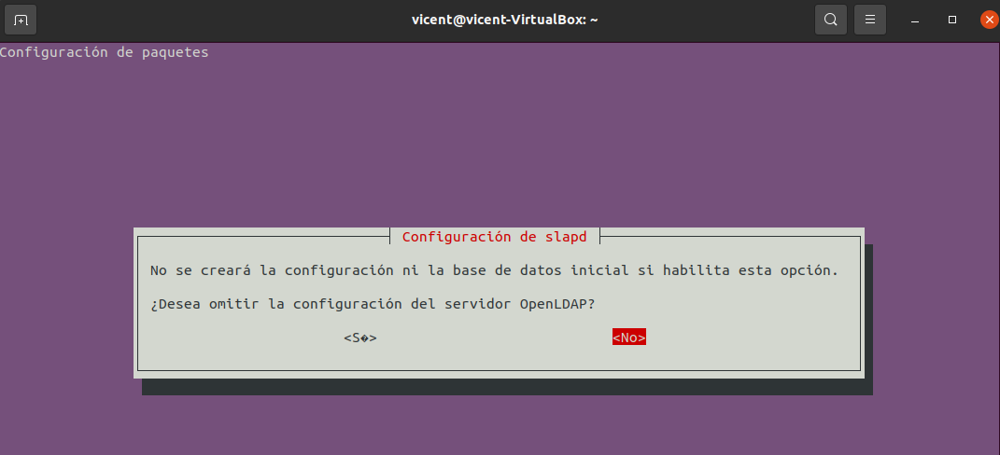 vicent@vicent-VirtualBox: ~
Configuración de paquetes
Configuración de slapd
No se creará la configuración ni la base de datos inicial si habilita esta opción.
¿Desea omitir la configuración del servidor OpenLDAP?
<S�> <No>